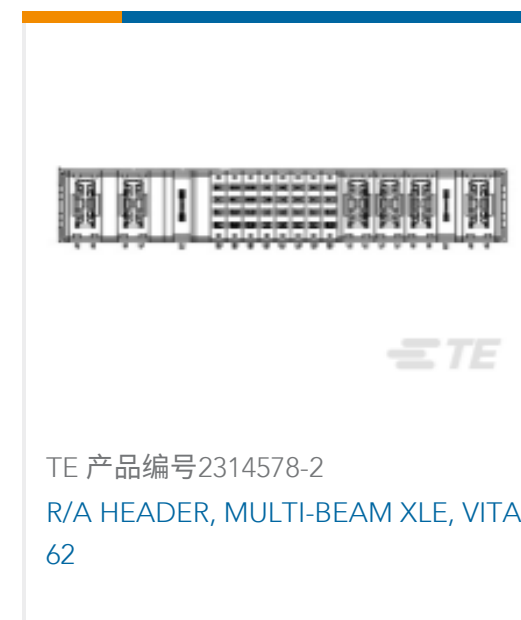 TE
TE 产品编号2314578-2
R/A HEADER, MULTI-BEAM XLE, VITA
62